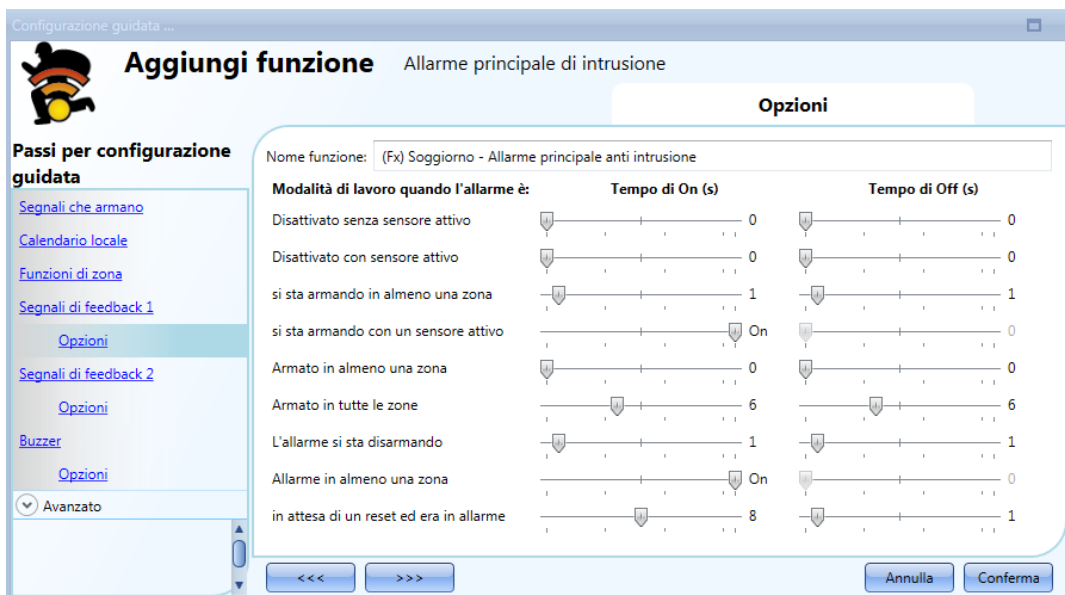 Configurazione guidata ...
Aggiungi funzione Allarme principale di intrusione
Opzioni
Passi per configurazione guidata
Segnali che armano
Calendario locale
Funzioni di zona
Segnali di feedback 1
Opzioni
Segnali di feedback 2
Opzioni
Buzzer
Opzioni
Avanzato
Nome funzione: (Fx) Soggiorno - Allarme principale anti intrusione
Modalità di lavoro quando l'allarme è: Tempo di On (s) Tempo di Off (s)
Disattivato senza sensore attivo 0 0
Disattivato con sensore attivo 0 0
si sta armando in almeno una zona 1 1
si sta armando con un sensore attivo On 0
Armato in almeno una zona 0 0
Armato in tutte le zone 6 6
L'allarme si sta disarmando 1 1
Allarme in almeno una zona On 0
in attesa di un reset ed era in allarme 8 1
<<< >>> Annulla Conferma